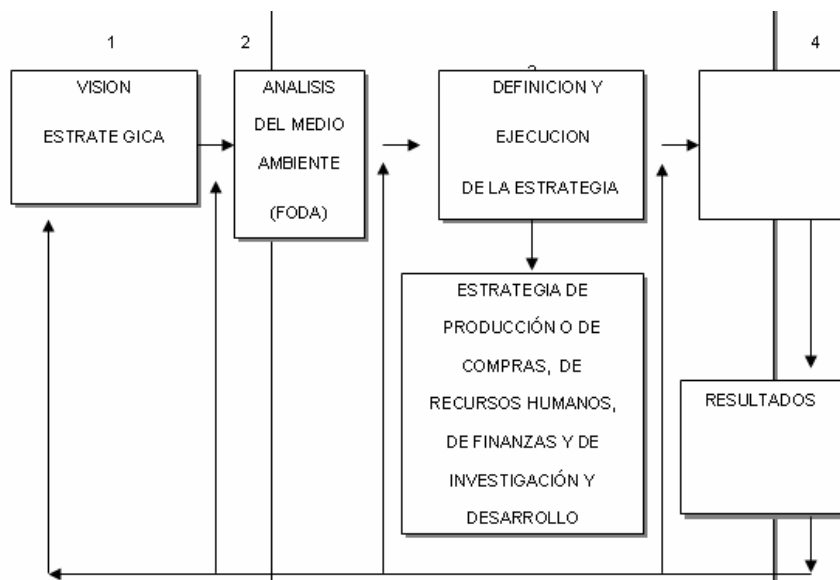 1
2
4
VISION
ESTRATE GICA
ANALISIS
DEL MEDIO
AMBIENTE
(FODA)
DEFINICION Y
EJECUCION
DE LA ESTRATEGIA
ESTRATEGIA DE
PRODUCCIÓN O DE
COMPRAS, DE
RECURSOS HUMANOS,
DE FINANZAS Y DE
INVESTIGACIÓN Y
DESARROLLO
RESULTADOS